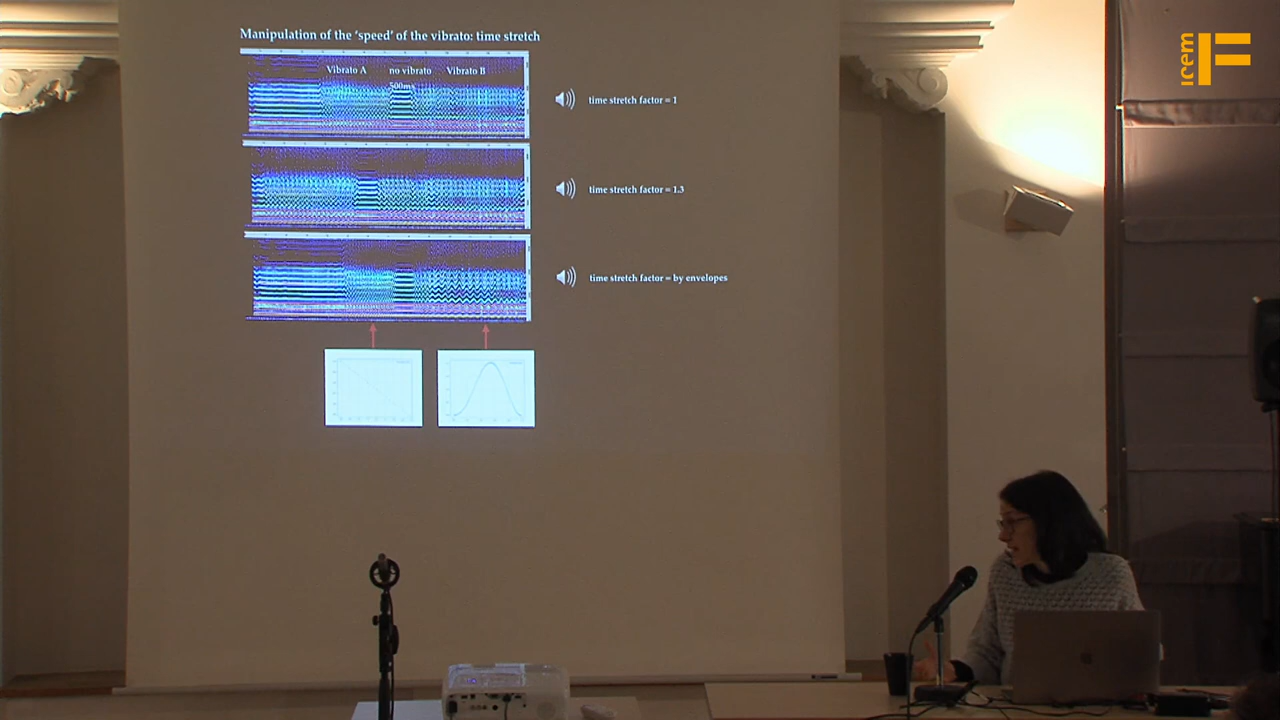 Manipulation of the 'speed' of the vibrato: time stretch
Vibrato A no vibrato Vibrato B
500ms
time stretch factor = 1
time stretch factor = 1.3
time stretch factor = by envelopes
icem